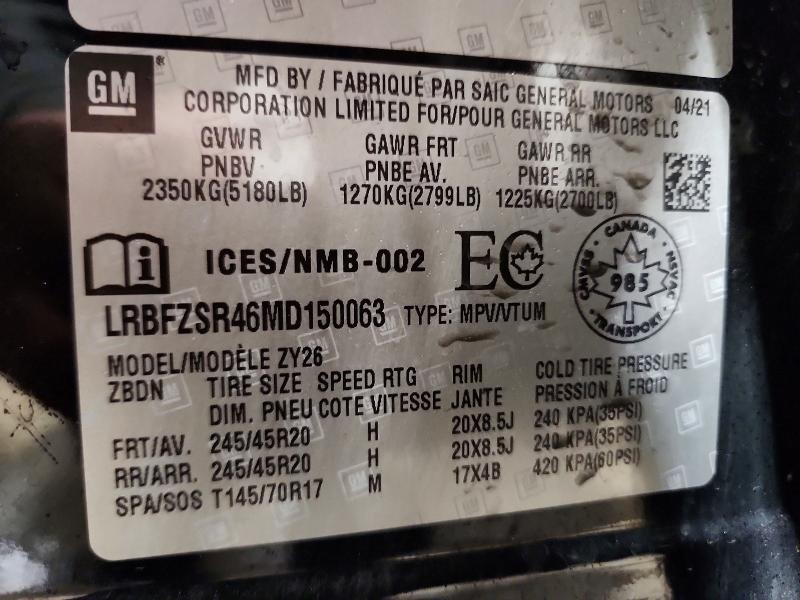 GM
MFD BY / FABRIQUÉ PAR SAIC GENERAL MOTORS 04/21
CORPORATION LIMITED FOR/POUR GENERAL MOTORS LLC
GVWR GAWR FRT GAWR RR
PNBV PNBE AV. PNBE ARR.
2350KG(5180LB) 1270KG(2799LB) 1225KG(2700LB)
ICES/NMB-002 EC
CANADA
CMVSS 985 NSVAC
TRANSPORT
LRBFZSR46MD150063 TYPE: MPV/VTUM
MODEL/MODÈLE ZY26
ZBDN TIRE SIZE SPEED RTG RIM COLD TIRE PRESSURE
DIM. PNEU COTE VITESSE JANTE PRESSION À FROID
FRT/AV. 245/45R20 H 20X8.5J 240 KPA(35PSI)
RR/ARR. 245/45R20 H 20X8.5J 240 KPA(35PSI)
SPA/SOS T145/70R17 M 17X4B 420 KPA(60PSI)